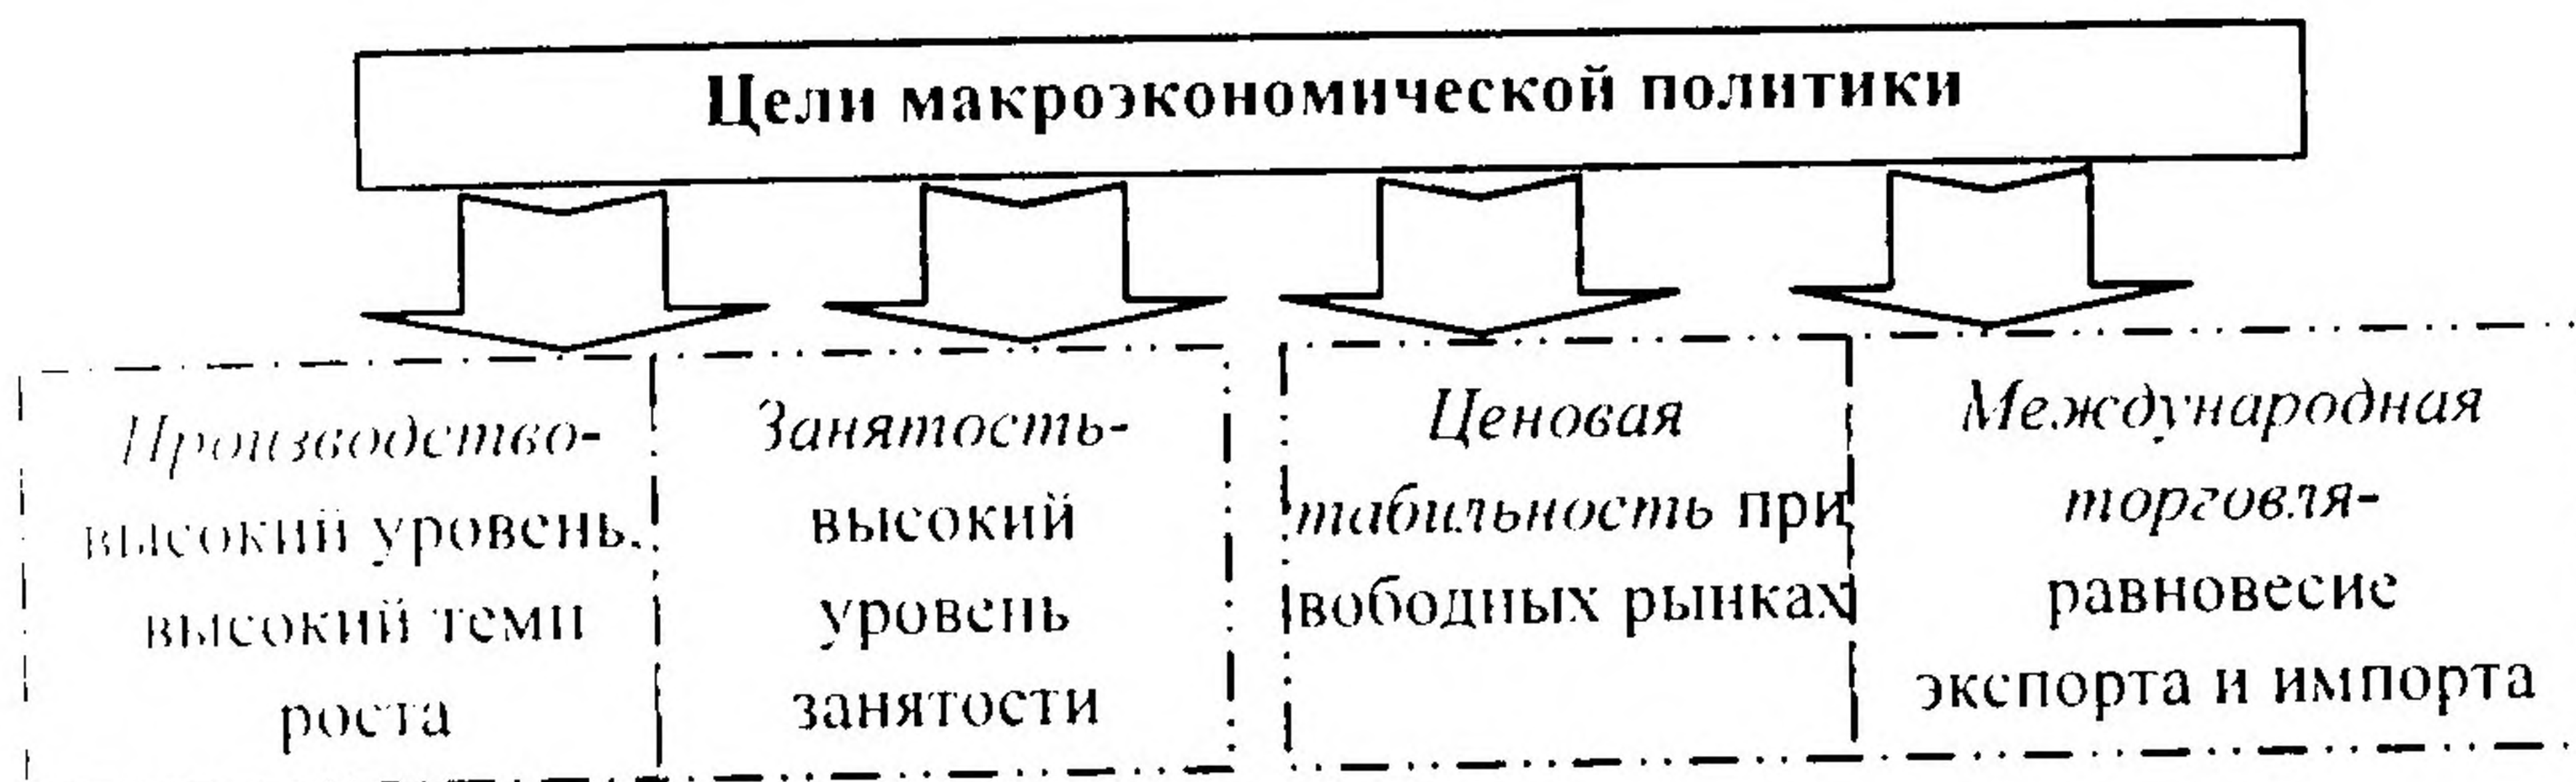 Цели макроэкономической политики
Производство-
высокий уровень,
высокий темп
роста
Занятость-
высокий
уровень
занятости
Ценовая
табильность при
вободных рынках
Международная
торговля-
равновесие
экспорта и импорта